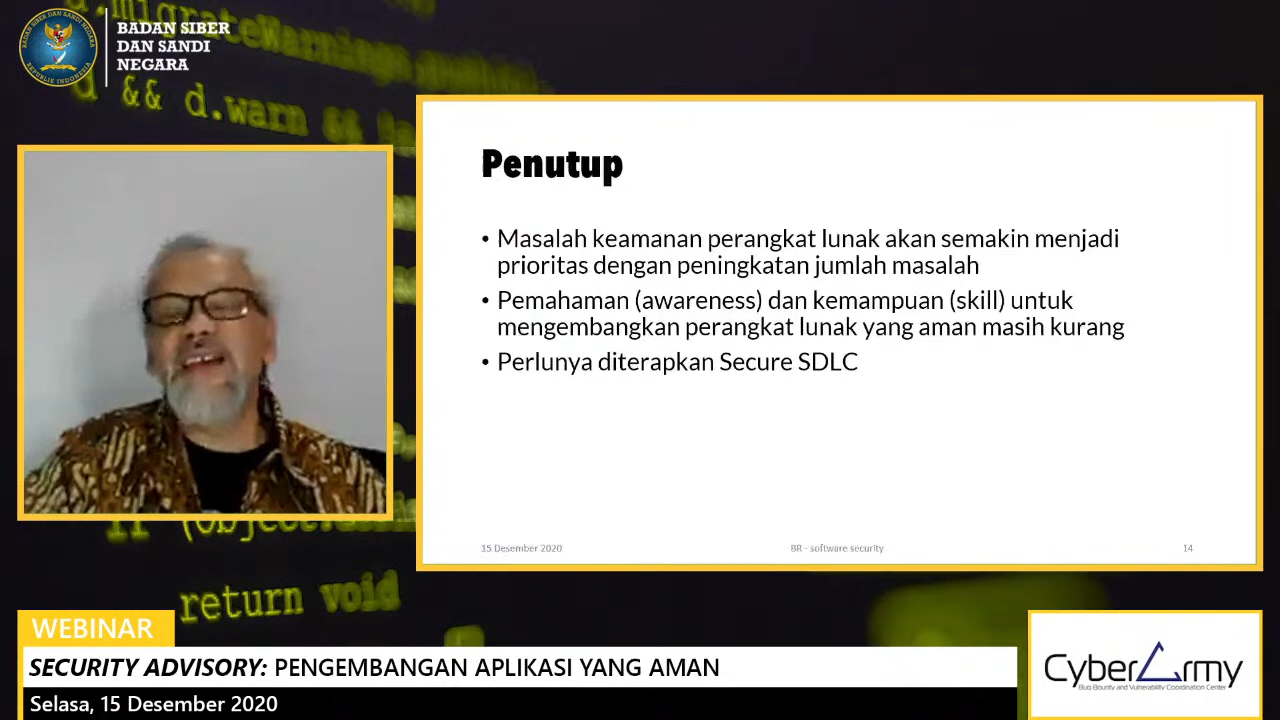 BADAN SIBER
DAN SANDI
NEGARA
d && d.warn &&
Penutup
• Masalah keamanan perangkat lunak akan semakin menjadi
prioritas dengan peningkatan jumlah masalah
• Pemahaman (awareness) dan kemampuan (skill) untuk
mengembangkan perangkat lunak yang aman masih kurang
• Perlunya diterapkan Secure SDLC
15 Desember 2020
BR - software security
14
return void
WEBINAR
SECURITY ADVISORY: PENGEMBANGAN APLIKASI YANG AMAN
Selasa, 15 Desember 2020
CyberArmy
Bug Bounty and Vulnerability Coordination Center